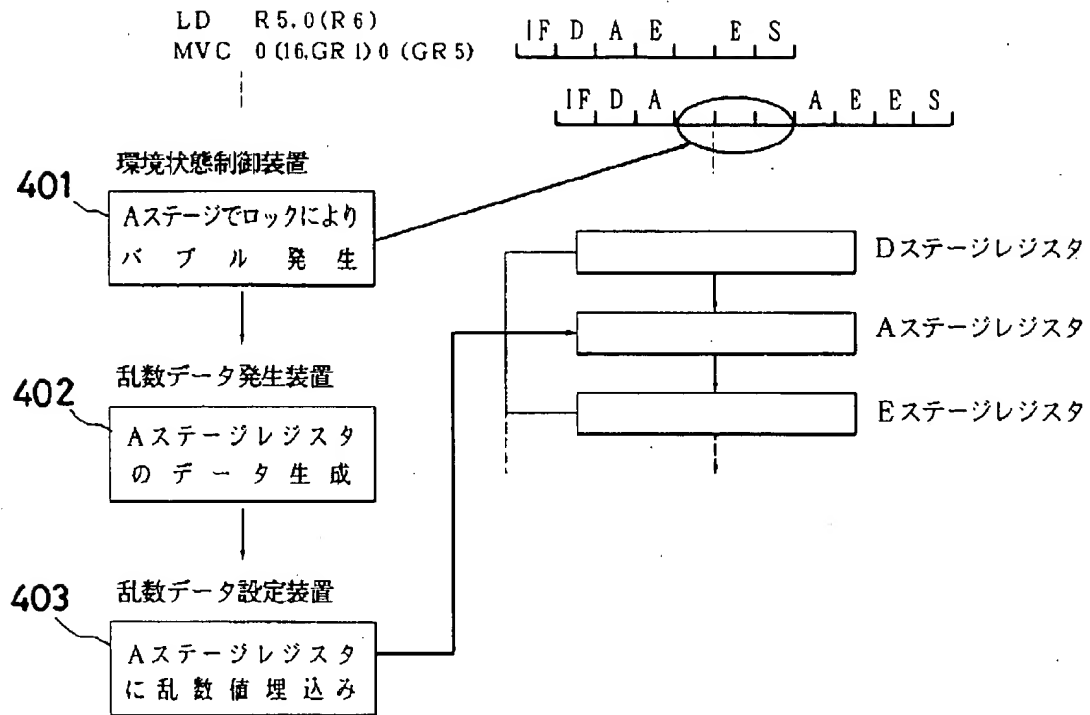 LD R5,0(R6)
MVC 0(16,GR1)0(GR5)
IF D A E E S
IF D A A E E S
環境状態制御装置
401
Aステージでロックにより
バブル発生
Dステージレジスタ
Aステージレジスタ
乱数データ発生装置
402
Aステージレジスタ
のデータ生成
Eステージレジスタ
乱数データ設定装置
403
Aステージレジスタ
に乱数値埋込み